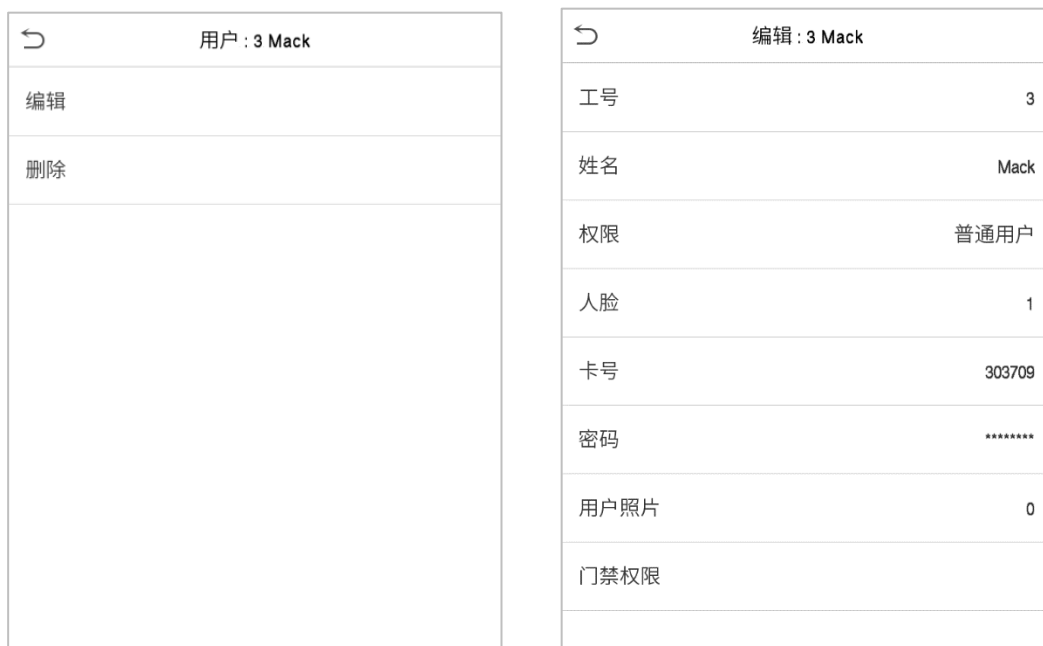 用户 : 3 Mack
编辑
删除
编辑 : 3 Mack
工号 3
姓名 Mack
权限 普通用户
人脸 1
卡号 303709
密码 ********
用户照片 0
门禁权限